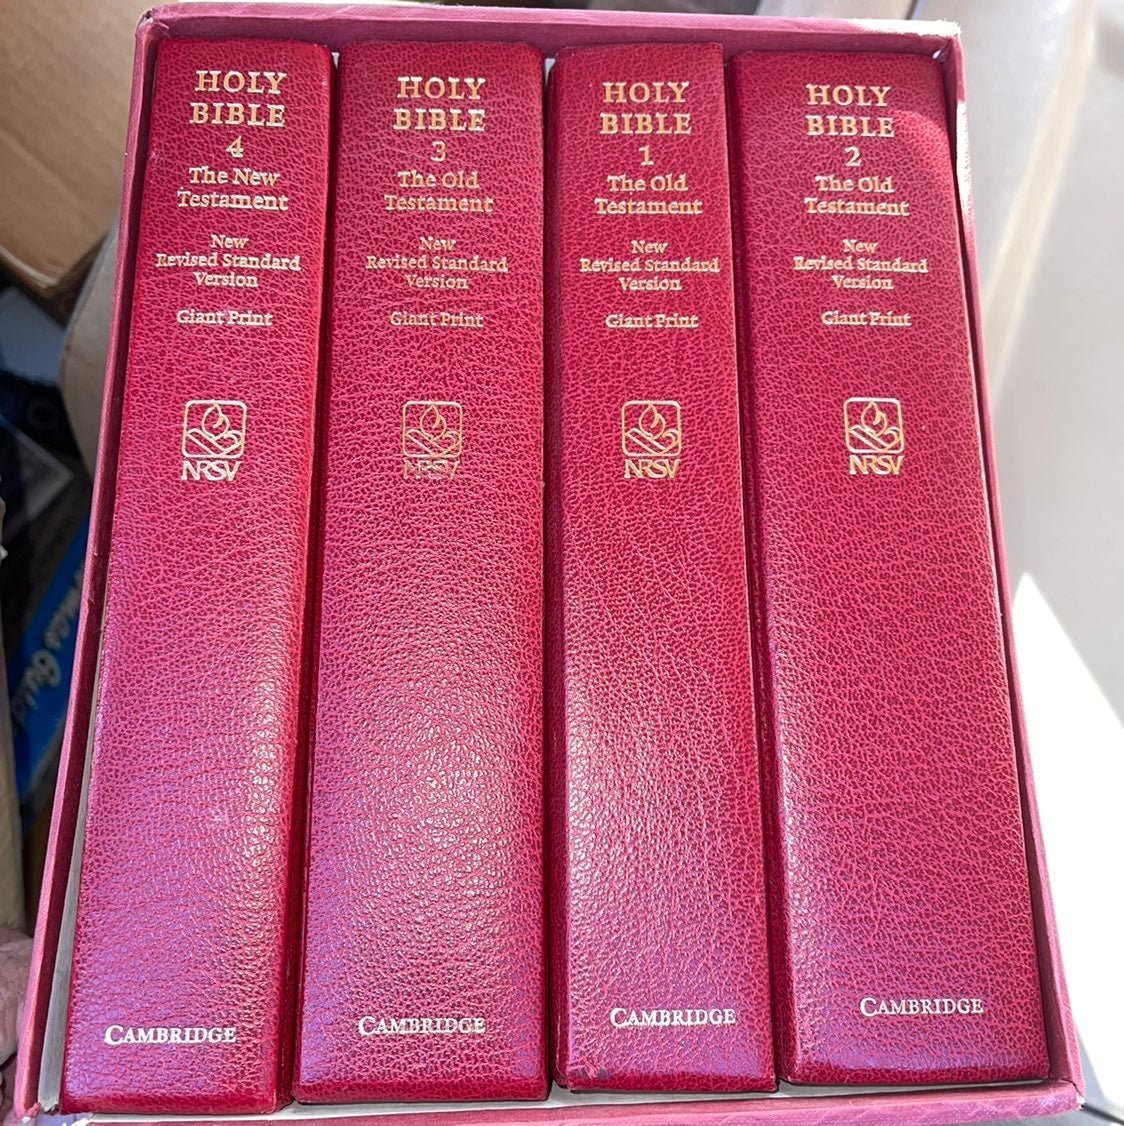 HOLY
BIBLE
4
The New
Testament
New
Revised Standard
Version
Giant Print
NRSV
CAMBRIDGE
HOLY
BIBLE
3
The Old
Testament
New
Revised Standard
Version
Giant Print
NRSV
CAMBRIDGE
HOLY
BIBLE
1
The Old
Testament
New
Revised Standard
Version
Giant Print
NRSV
CAMBRIDGE
HOLY
BIBLE
2
The Old
Testament
New
Revised Standard
Version
Giant Print
NRSV
CAMBRIDGE